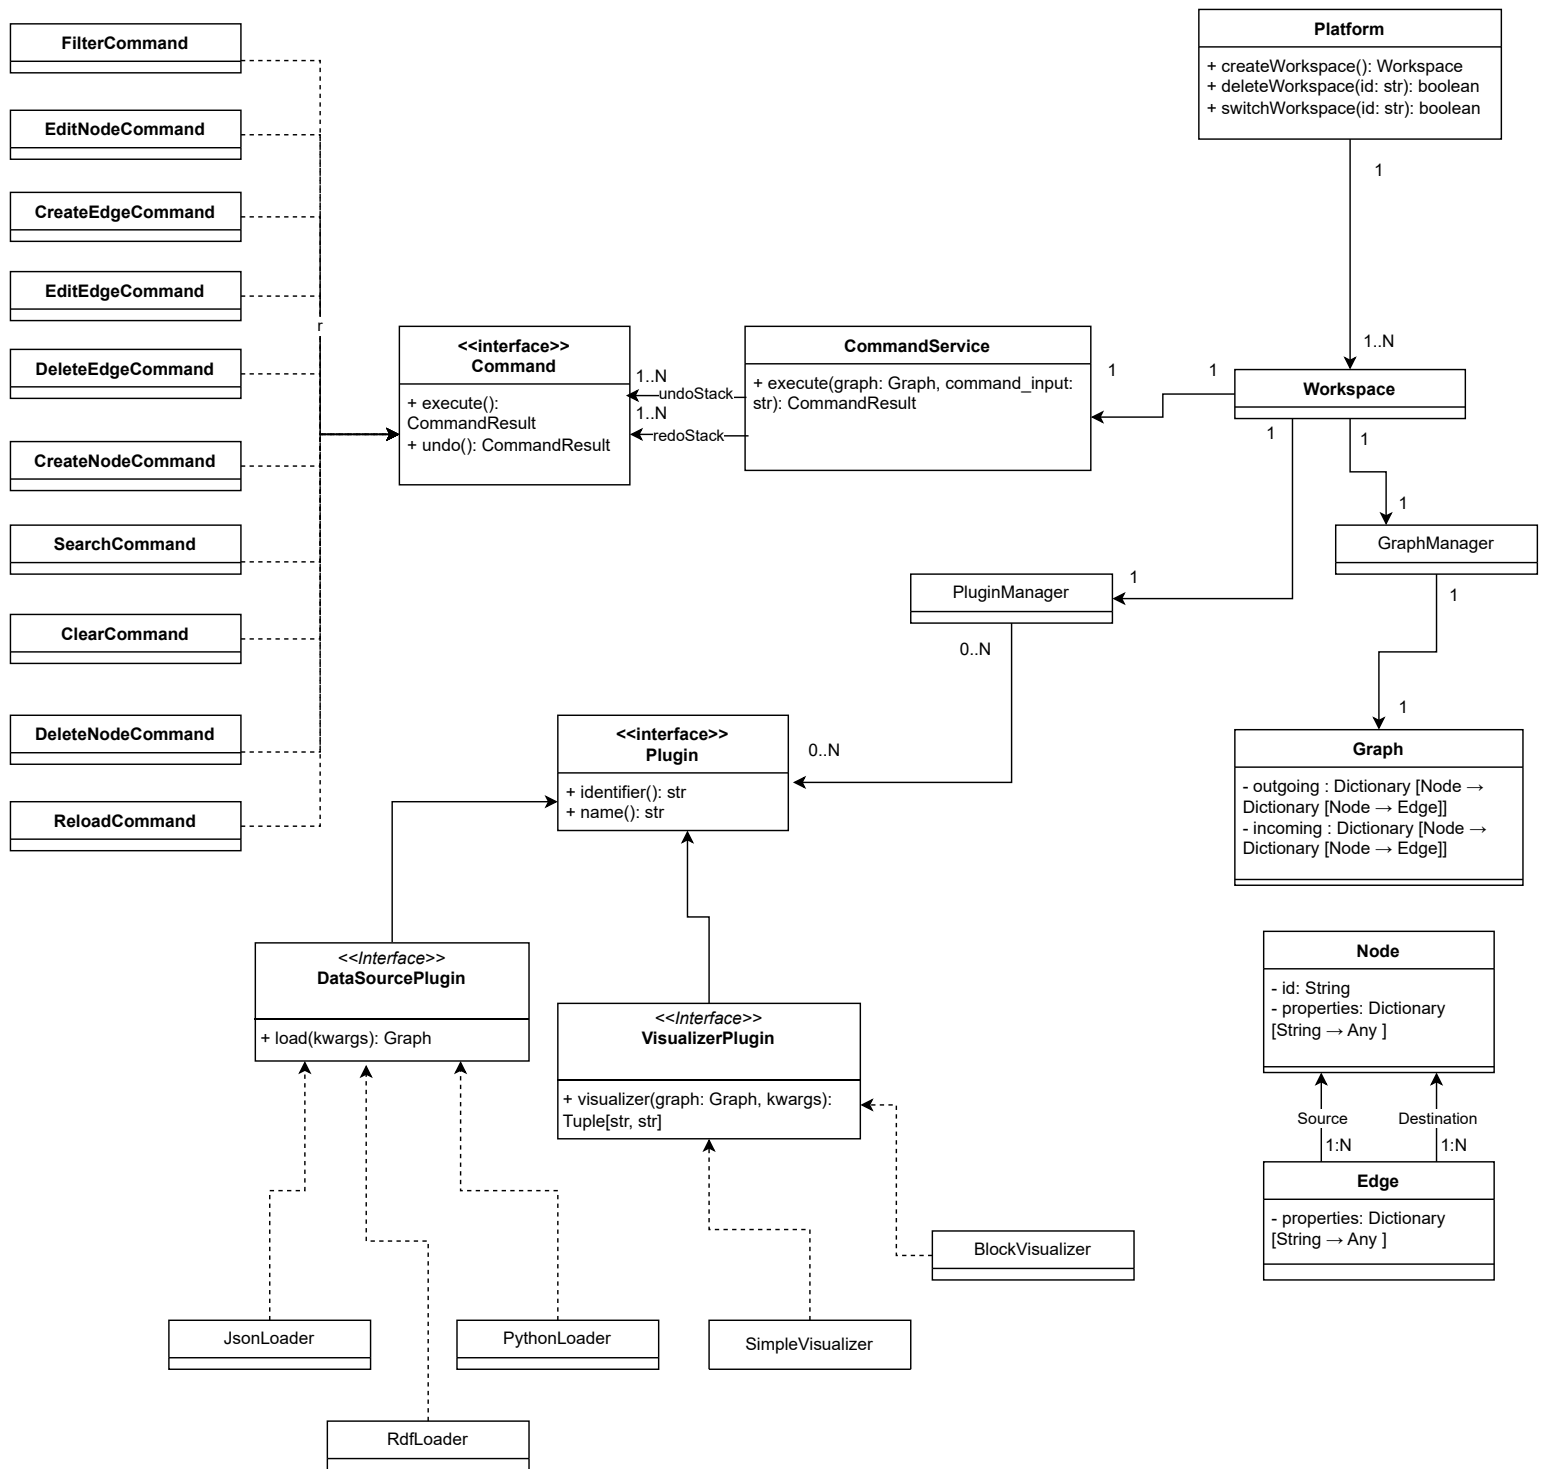 FilterCommand
EditNodeCommand
CreateEdgeCommand
EditEdgeCommand
DeleteEdgeCommand
CreateNodeCommand
SearchCommand
ClearCommand
DeleteNodeCommand
ReloadCommand
<<interface>>
Command
+ execute():
CommandResult
+ undo(): CommandResult
1..N
undoStack
1..N
redoStack
CommandService
+ execute(graph: Graph, command_input:
str): CommandResult
1
1
Platform
+ createWorkspace(): Workspace
+ deleteWorkspace(id: str): boolean
+ switchWorkspace(id: str): boolean
1
1..N
Workspace
1
1
1
GraphManager
1
1
PluginManager
1
0..N
0..N
<<interface>>
Plugin
+ identifier(): str
+ name(): str
Graph
- outgoing : Dictionary [Node →
Dictionary [Node → Edge]]
- incoming : Dictionary [Node →
Dictionary [Node → Edge]]
<<Interface>>
DataSourcePlugin
+ load(kwargs): Graph
<<Interface>>
VisualizerPlugin
+ visualizer(graph: Graph, kwargs):
Tuple[str, str]
Node
- id: String
- properties: Dictionary
[String → Any ]
Source
Destination
1:N
1:N
Edge
- properties: Dictionary
[String → Any ]
BlockVisualizer
JsonLoader
PythonLoader
SimpleVisualizer
RdfLoader